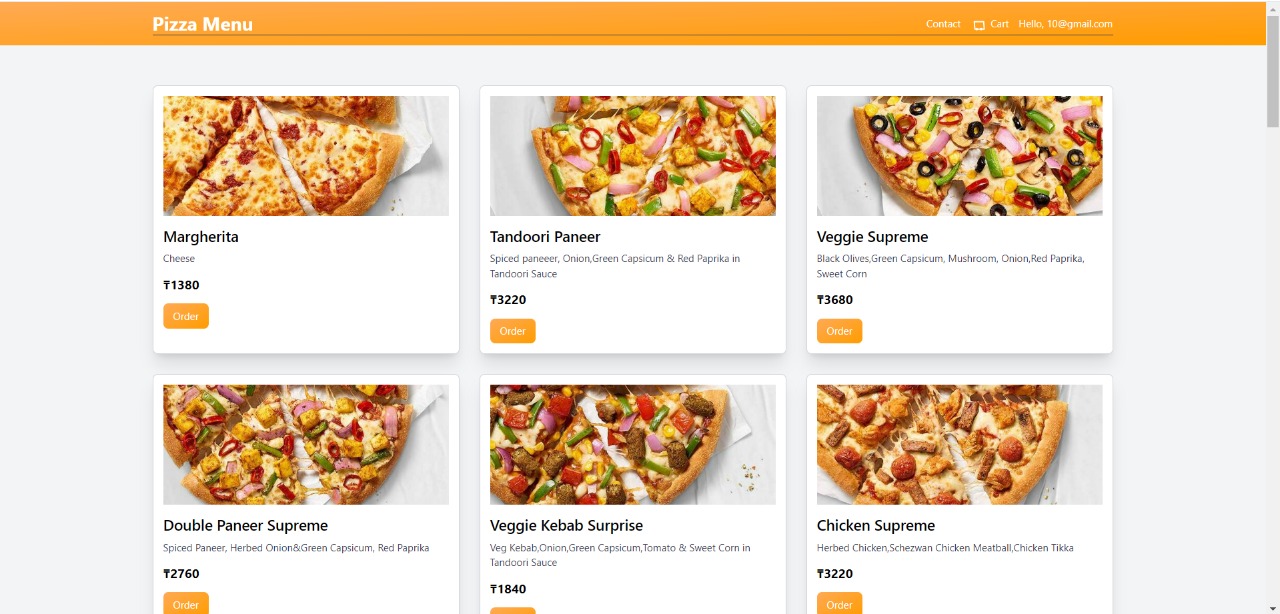 Pizza Menu
Contact
Cart
Hello, 10@gmail.com
Margherita
Cheese
₸1380
Order
Tandoori Paneer
Spiced paneeer, Onion,Green Capsicum & Red Paprika in
Tandoori Sauce
₸3220
Order
Veggie Supreme
Black Olives,Green Capsicum, Mushroom, Onion,Red Paprika,
Sweet Corn
₸3680
Order
Double Paneer Supreme
Spiced Paneer, Herbed Onion&Green Capsicum, Red Paprika
₸2760
Order
Veggie Kebab Surprise
Veg Kebab,Onion,Green Capsicum,Tomato & Sweet Corn in
Tandoori Sauce
₸1840
Chicken Supreme
Herbed Chicken,Schezwan Chicken Meatball,Chicken Tikka
₸3220
Order